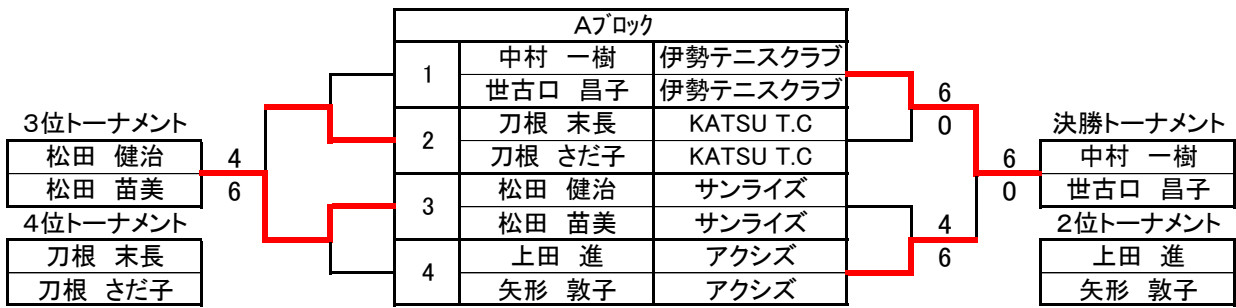 Aブロック
1 中村 一樹 伊勢テニスクラブ
世古口 昌子 伊勢テニスクラブ
6
3位トーナメント 2 刀根 末長 KATSU T.C 0 決勝トーナメント
松田 健治 4 刀根 さだ子 KATSU T.C 6 中村 一樹
松田 苗美 6 3 松田 健治 サンライズ 0 世古口 昌子
4位トーナメント 松田 苗美 サンライズ 4 2位トーナメント
刀根 末長 4 上田 進 アクシズ 6 上田 進
刀根 さだ子 矢形 敦子 アクシズ 矢形 敦子